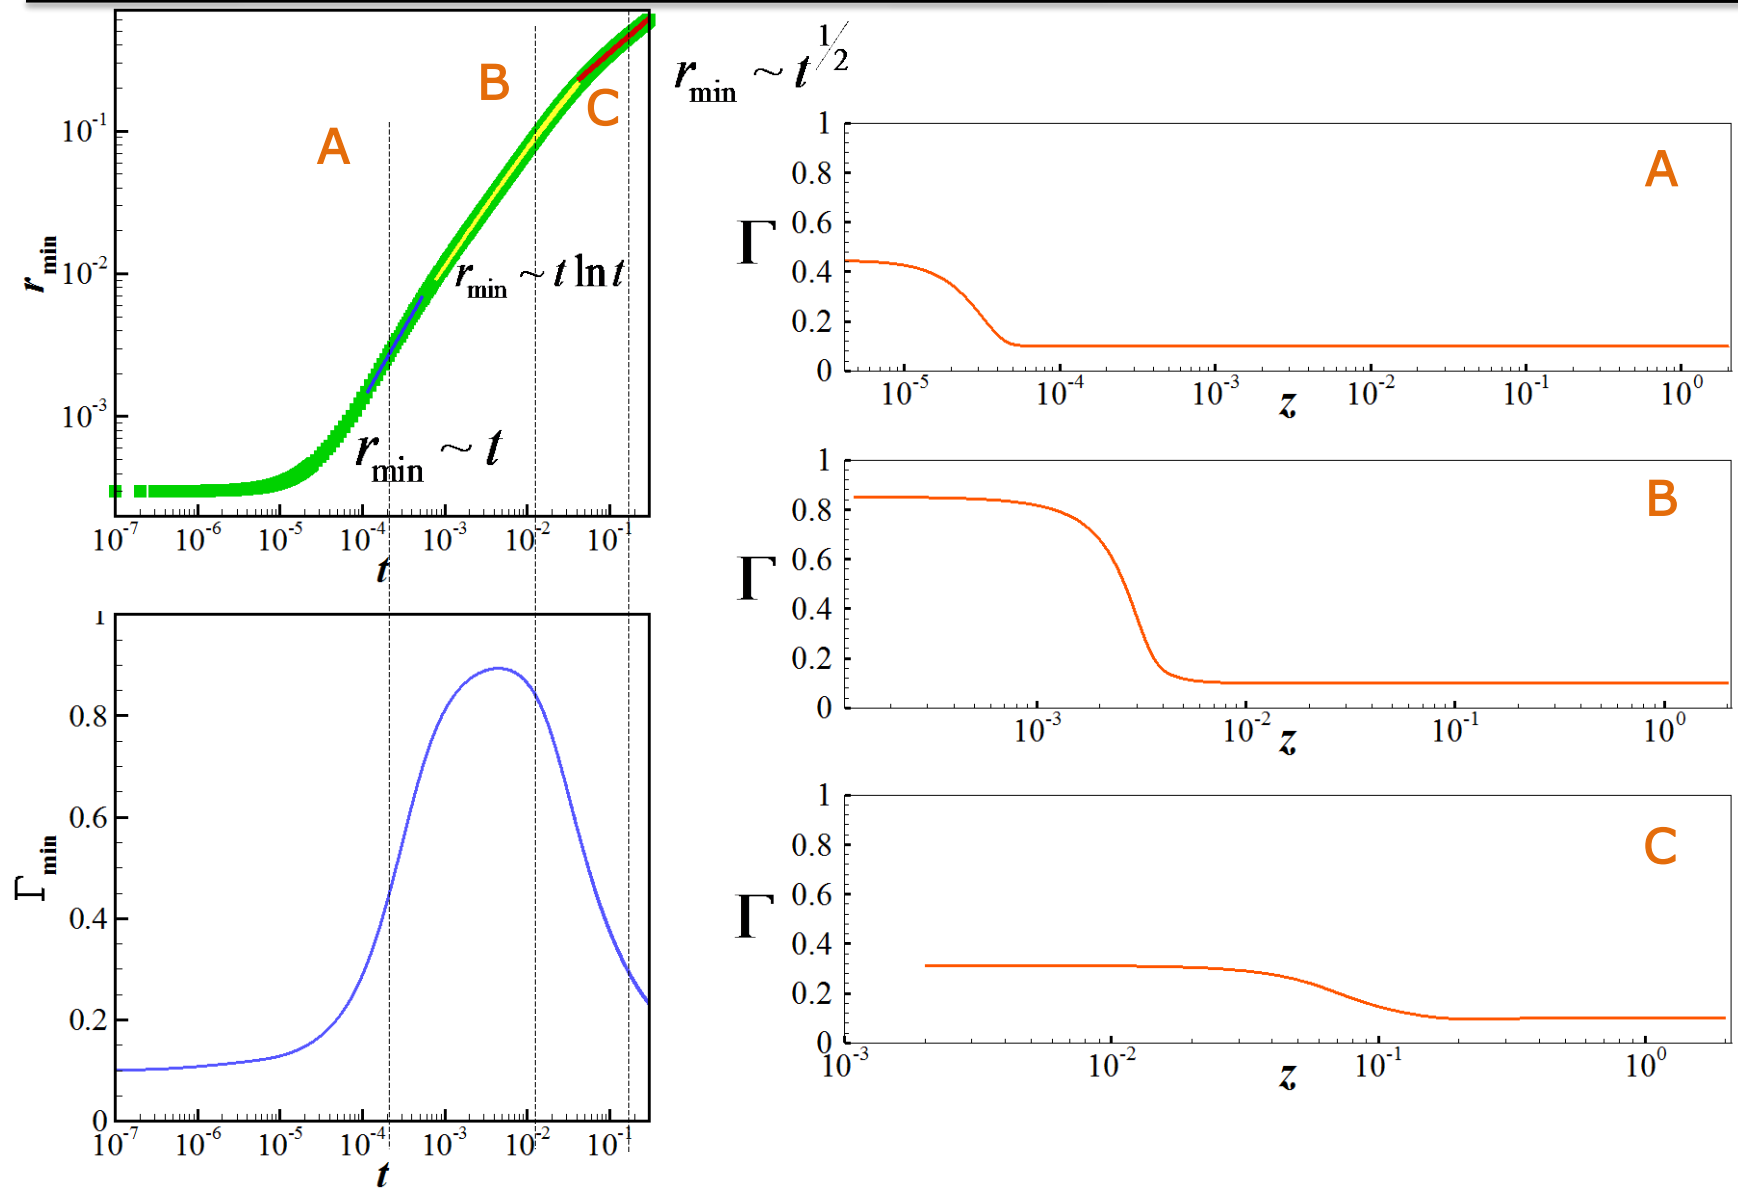 A
B
C
r_min ~ t^{1/2}
r_min ~ t ln t
r_min ~ t
r_min
10^-1
10^-2
10^-3
10^-7 10^-6 10^-5 10^-4 10^-3 10^-2 10^-1
t
Γ_min
1
0.8
0.6
0.4
0.2
0
10^-7 10^-6 10^-5 10^-4 10^-3 10^-2 10^-1
t
A
Γ
1
0.8
0.6
0.4
0.2
0
10^-5 10^-4 10^-3 10^-2 10^-1 10^0
z
B
Γ
1
0.8
0.6
0.4
0.2
0
10^-3 10^-2 10^-1 10^0
z
C
Γ
1
0.8
0.6
0.4
0.2
0
10^-3 10^-2 10^-1 10^0
z